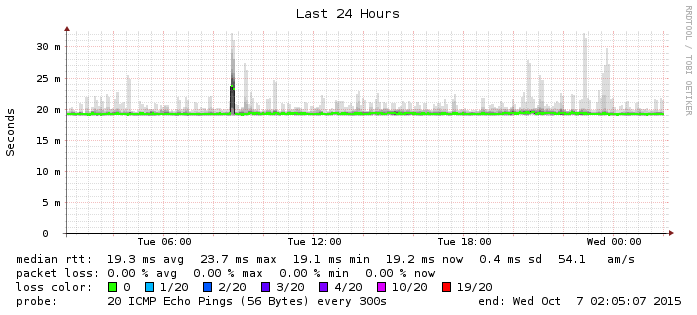 Last 24 Hours
RRDTOOL / TOBI OETIKER
Seconds
30 m
25 m
20 m
15 m
10 m
5 m
0
Tue 06:00 Tue 12:00 Tue 18:00 Wed 00:00
median rtt: 19.3 ms avg 23.7 ms max 19.1 ms min 19.2 ms now 0.4 ms sd 54.1 am/s
packet loss: 0.00 % avg 0.00 % max 0.00 % min 0.00 % now
loss color: 0 1/20 2/20 3/20 4/20 10/20 19/20
probe: 20 ICMP Echo Pings (56 Bytes) every 300s end: Wed Oct 7 02:05:07 2015